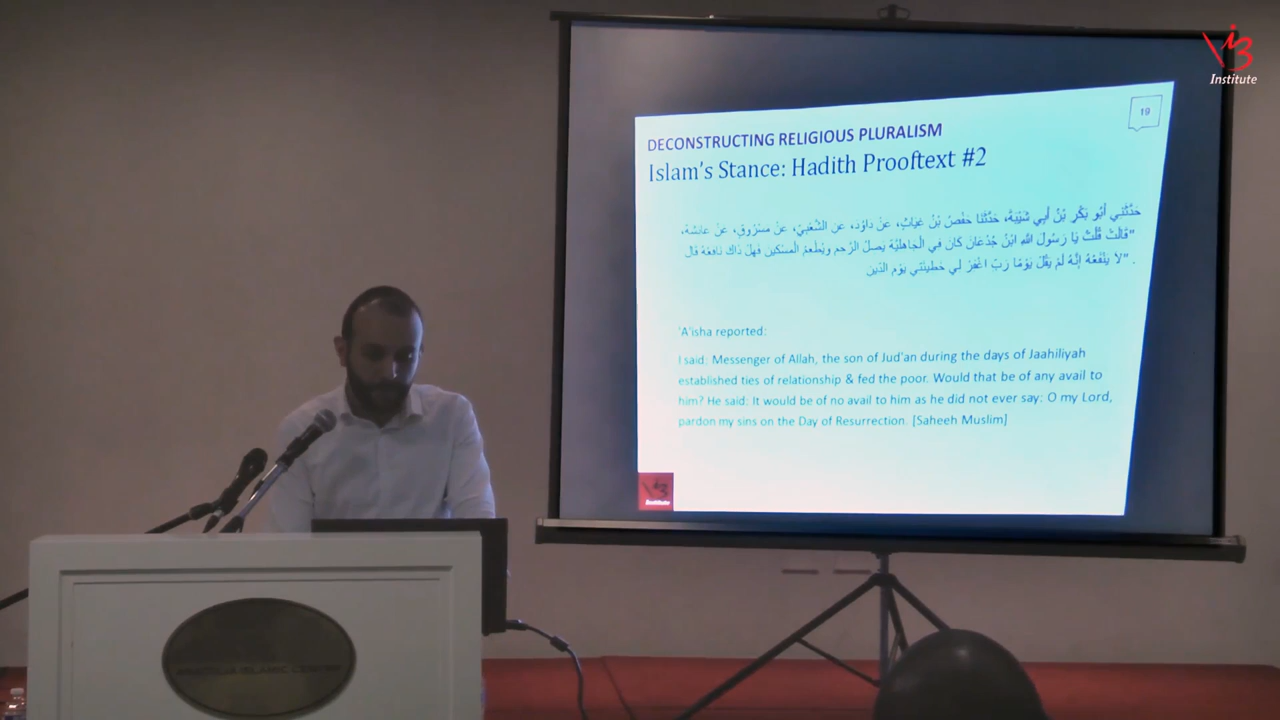 Institute
19
DECONSTRUCTING RELIGIOUS PLURALISM
Islam's Stance: Hadith Prooftext #2
حَدَّثَنِي أَبُو بَكْرِ بْنُ أَبِي شَيْبَةَ، حَدَّثَنَا حَفْصُ بْنُ غِيَاثٍ، عَنْ دَاوُدَ، عَنِ الشَّعْبِيِّ، عَنْ مَسْرُوقٍ، عَنْ عَائِشَةَ،
"قَالَتْ قُلْتُ يَا رَسُولَ اللَّهِ ابْنُ جُدْعَانَ كَانَ فِي الْجَاهِلِيَّةِ يَصِلُ الرَّحِمَ وَيُطْعِمُ الْمِسْكِينَ فَهَلْ ذَاكَ نَافِعُهُ قَالَ
. "لاَ يَنْفَعُهُ إِنَّهُ لَمْ يَقُلْ يَوْمًا رَبِّ اغْفِرْ لِي خَطِيئَتِي يَوْمَ الدِّينِ
'A'isha reported:
I said: Messenger of Allah, the son of Jud'an during the days of Jaahiliyah
established ties of relationship & fed the poor. Would that be of any avail to
him? He said: It would be of no avail to him as he did not ever say: O my Lord,
pardon my sins on the Day of Resurrection. [Saheeh Muslim]
Institute